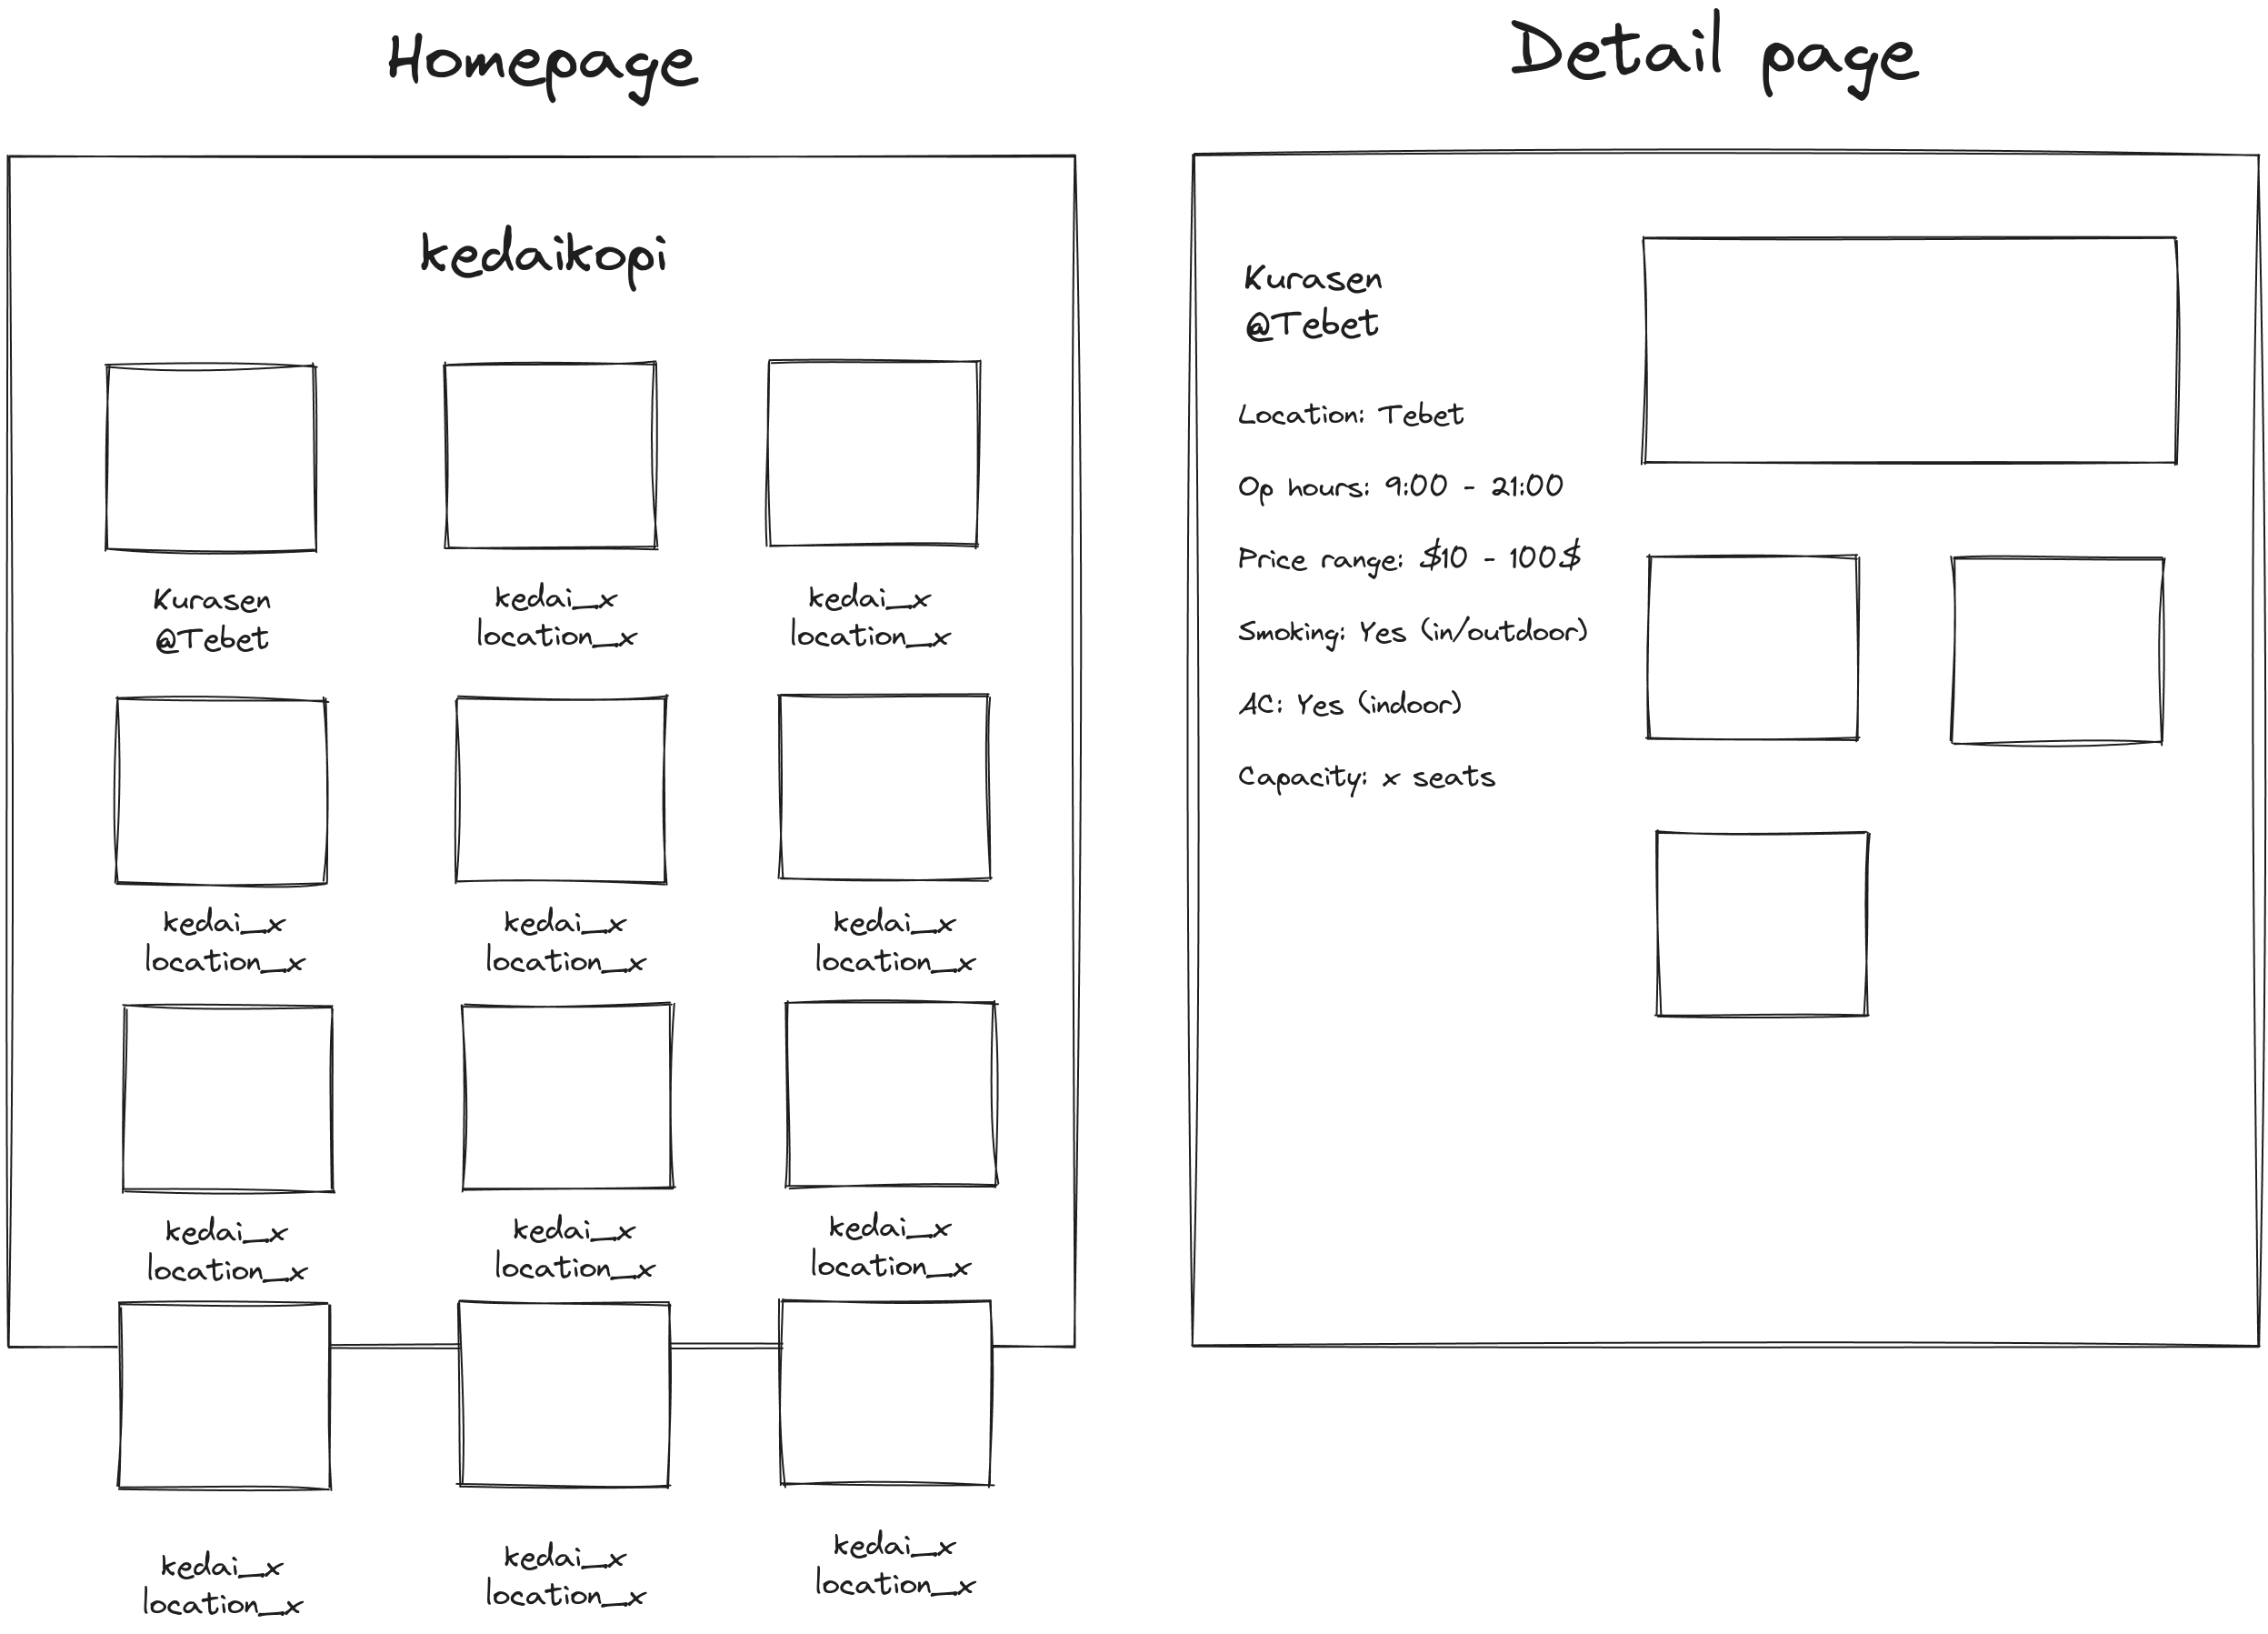 Homepage
kedaikopi
Kurasen
@Tebet
kedai_x
location_x
kedai_x
location_x
kedai_x
location_x
kedai_x
location_x
kedai_x
location_x
kedai_x
location_x
kedai_x
location_x
kedai_x
location_x
kedai_x
location_x
kedai_x
location_x
kedai_x
location_x
Detail page
Kurasen
@Tebet
Location: Tebet
Op hours: 9:00 - 21:00
Price range: $10 - 100$
Smoking: Yes (in/outdoor)
AC: Yes (indoor)
Capacity: x seats